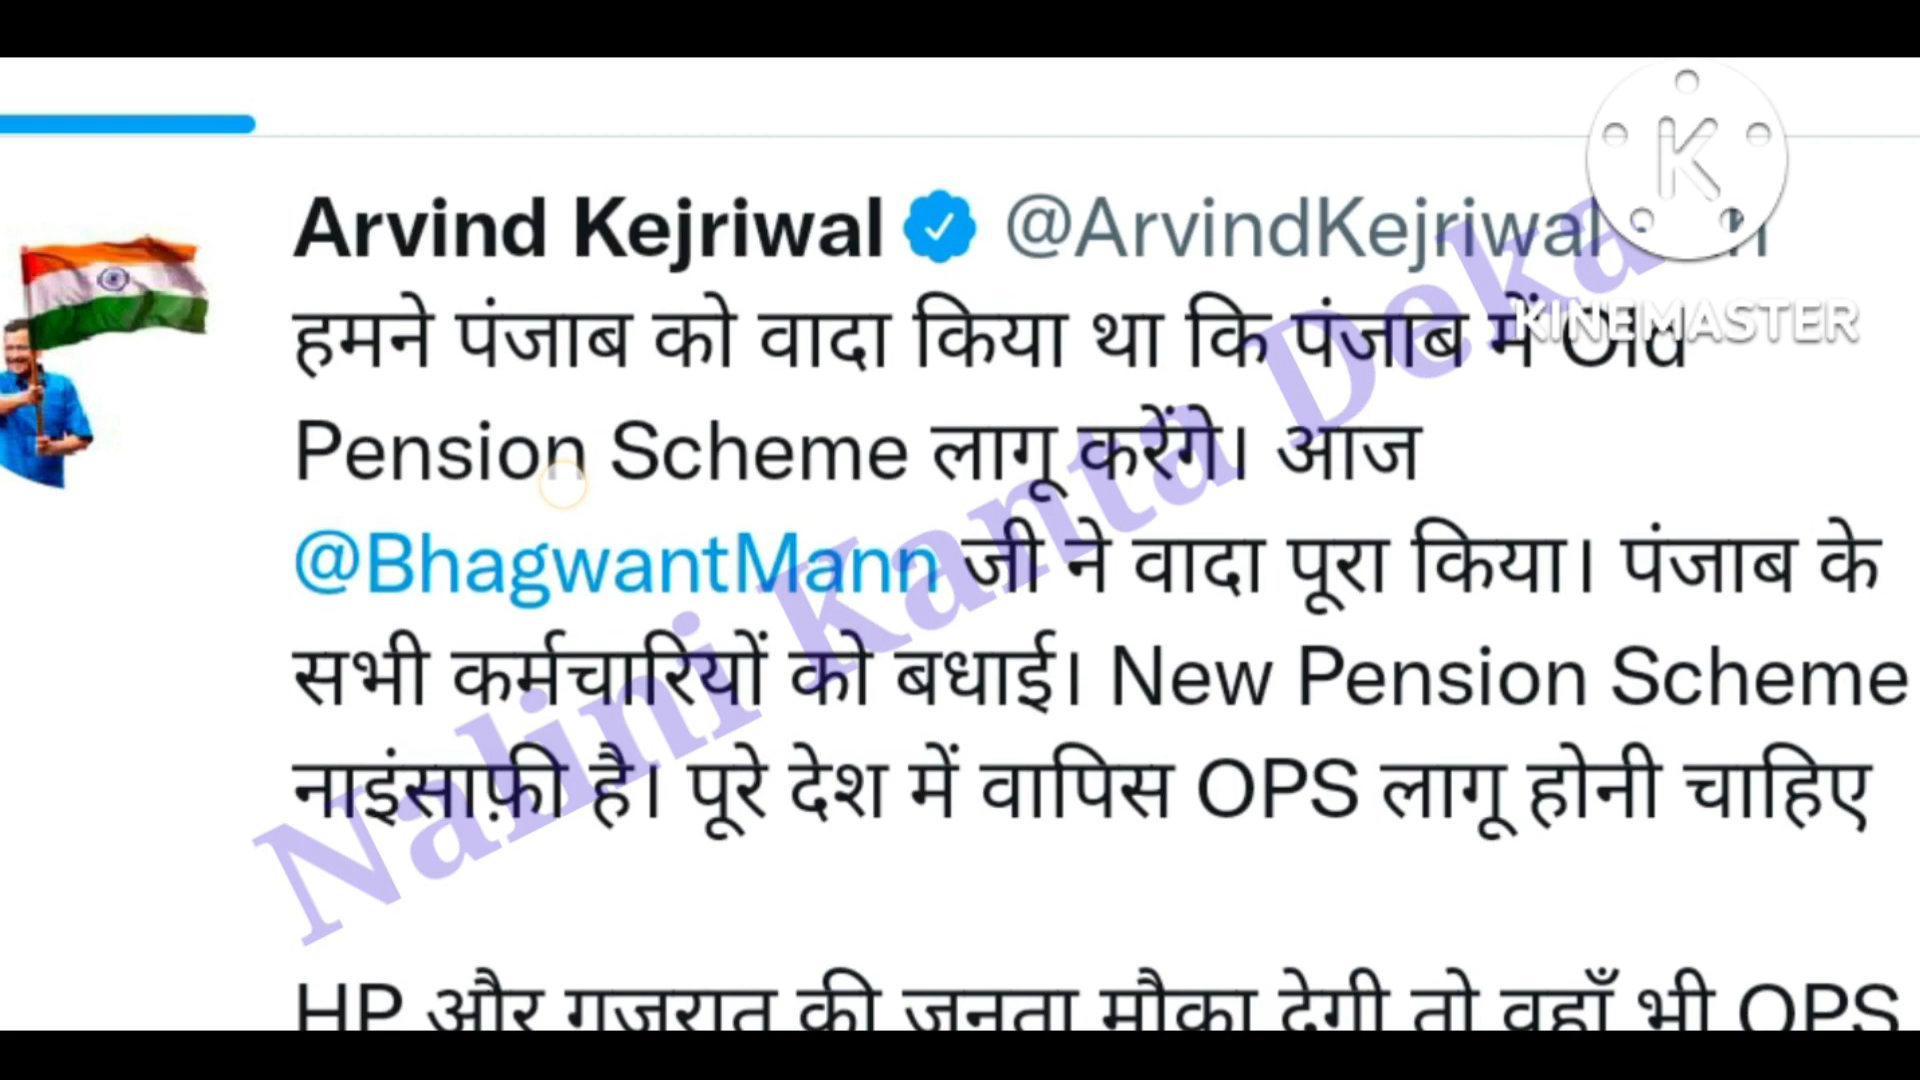 Arvind Kejriwal @ArvindKejriwal
हमने पंजाब को वादा किया था कि पंजाब में Old
Pension Scheme लागू करेंगे। आज
@BhagwantMann जी ने वादा पूरा किया। पंजाब के
सभी कर्मचारियों को बधाई। New Pension Scheme
नाइंसाफ़ी है। पूरे देश में वापिस OPS लागू होनी चाहिए
HP और गुजरात की जनता मौका देगी तो वहाँ भी OPS
K
KINEMASTER
Nalini Kanta Deka